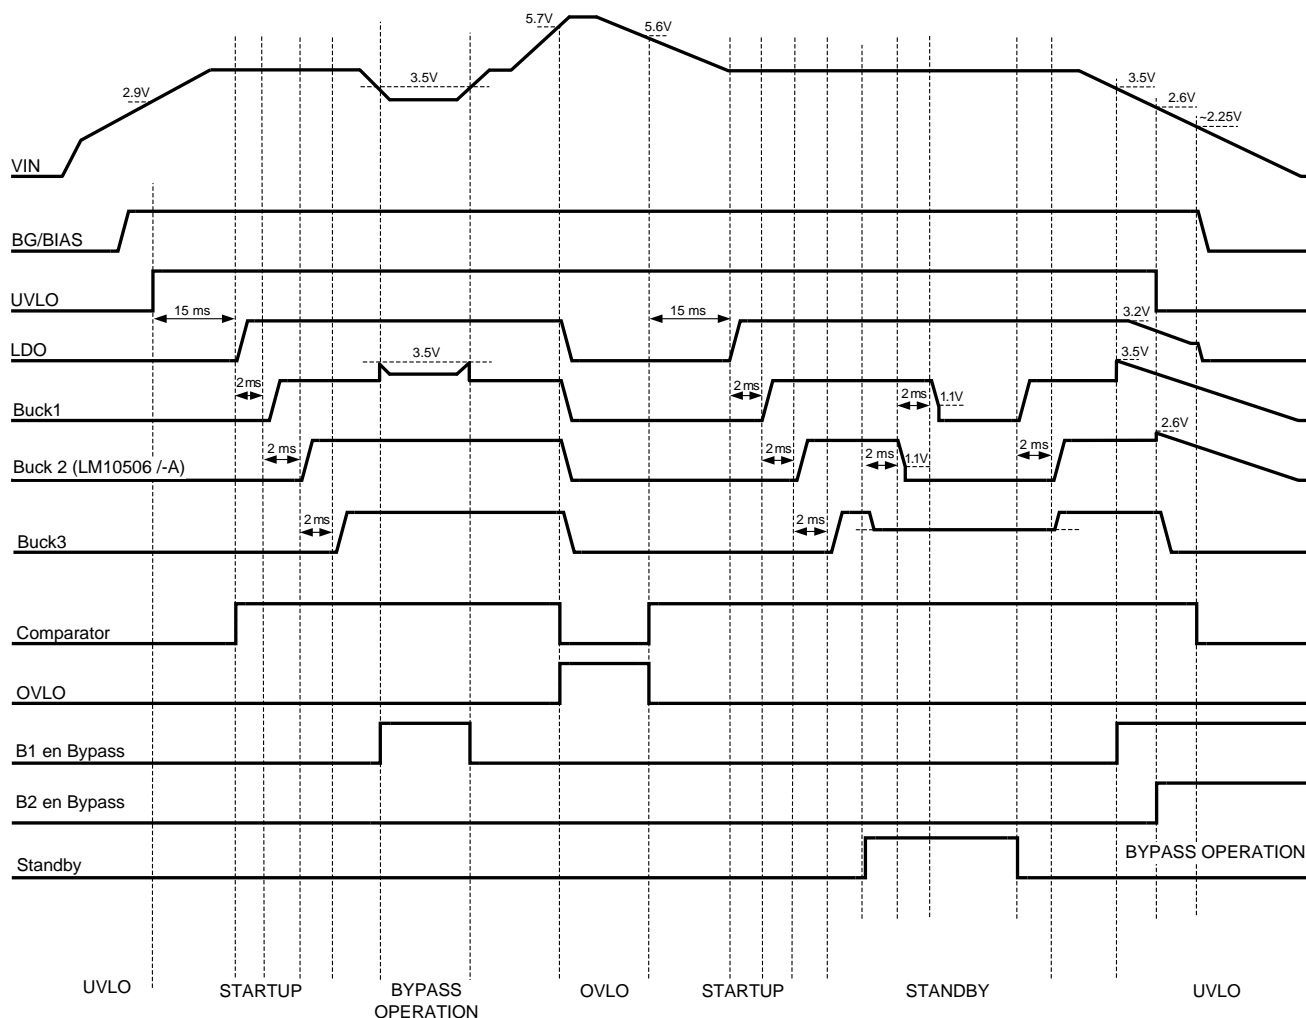 5.7V
5.6V
3.5V
3.5V
2.9V
2.6V
~2.25V
VIN
BG/BIAS
UVLO
15 ms
15 ms
3.2V
LDO
3.5V
3.5V
2 ms
2 ms
2 ms
1.1V
Buck1
2.6V
2 ms
2 ms
2 ms
1.1V
2 ms
Buck 2 (LM10506 /-A)
2 ms
2 ms
Buck3
Comparator
OVLO
B1 en Bypass
B2 en Bypass
BYPASS OPERATION
Standby
UVLO
STARTUP
BYPASS
OPERATION
OVLO
STARTUP
STANDBY
UVLO